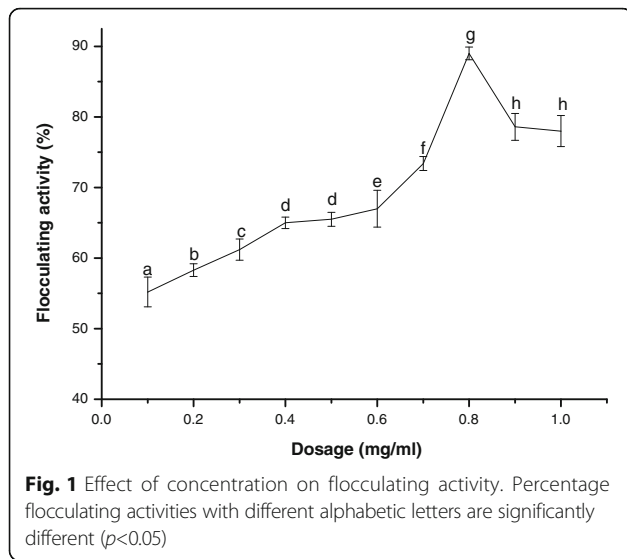 90
80
70
60
50
40
Flocculating activity (%)
a
b
c
d
d
e
f
g
h
h
0.0
0.2
0.4
0.6
0.8
1.0
Dosage (mg/ml)
Fig. 1 Effect of concentration on flocculating activity. Percentage
flocculating activities with different alphabetic letters are significantly
different (p<0.05)